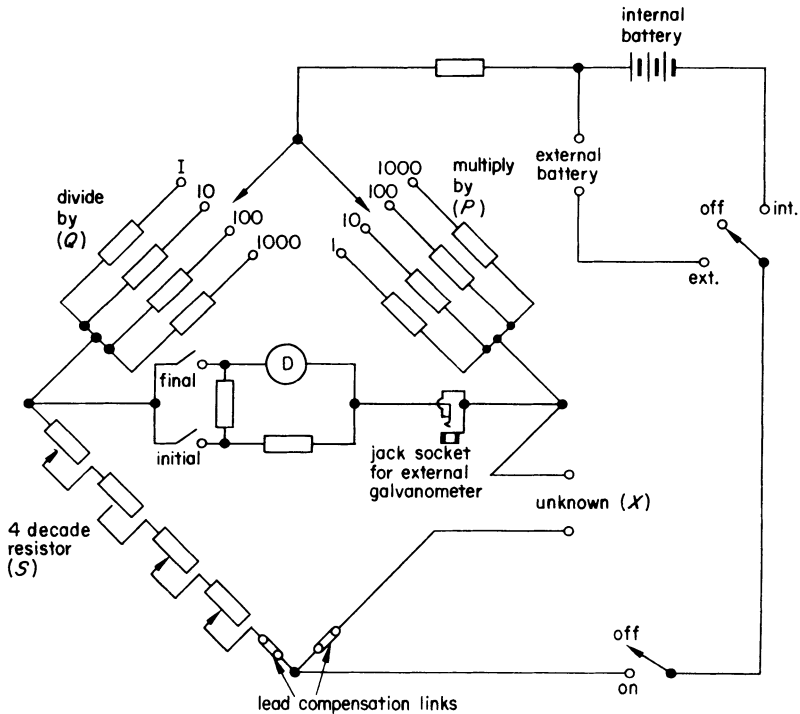 internal
battery
1000
multiply
by
(P)
external
battery
I
divide
by
(Q)
10
100
1000
100
10
1
off
int.
ext.
final
D
initial
jack socket
for external
galvanometer
unknown (X)
4 decade
resistor
(S)
off
on
lead compensation links